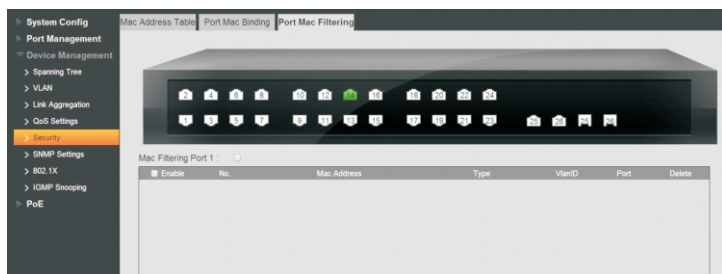 System Config
Port Management
Device Management
Spanning Tree
VLAN
Link Aggregation
QoS Settings
Security
SNMP Settings
802.1X
IGMP Snooping
PoE
Mac Address Table Port Mac Binding Port Mac Filtering
2 4 6 8 10 12 14 16 18 20 22 24
1 3 5 7 9 11 13 15 17 19 21 23 25 26 25 26
Mac Filtering Port 1 :
Enable No. Mac Address Type VlanID Port Delete